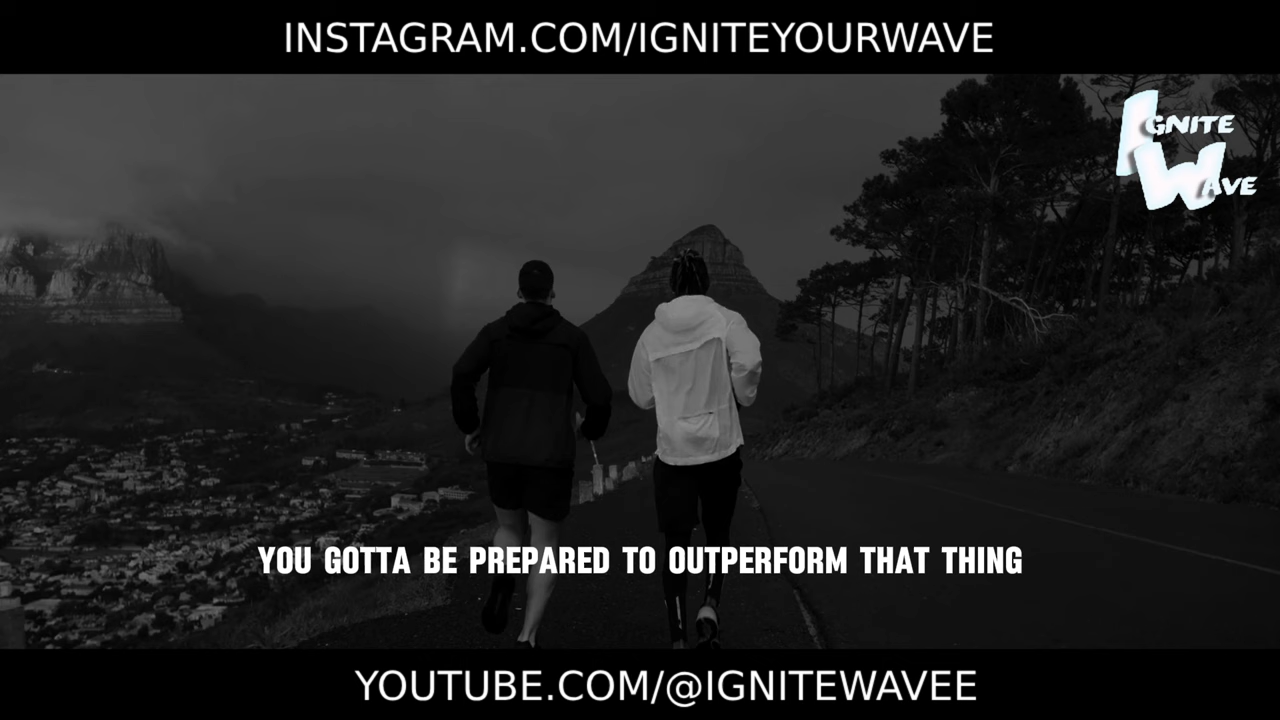 INSTAGRAM.COM/IGNITEYOURWAVE
IGNITE
WAVE
YOU GOTTA BE PREPARED TO OUTPERFORM THAT THING
YOUTUBE.COM/@IGNITEWAVEE